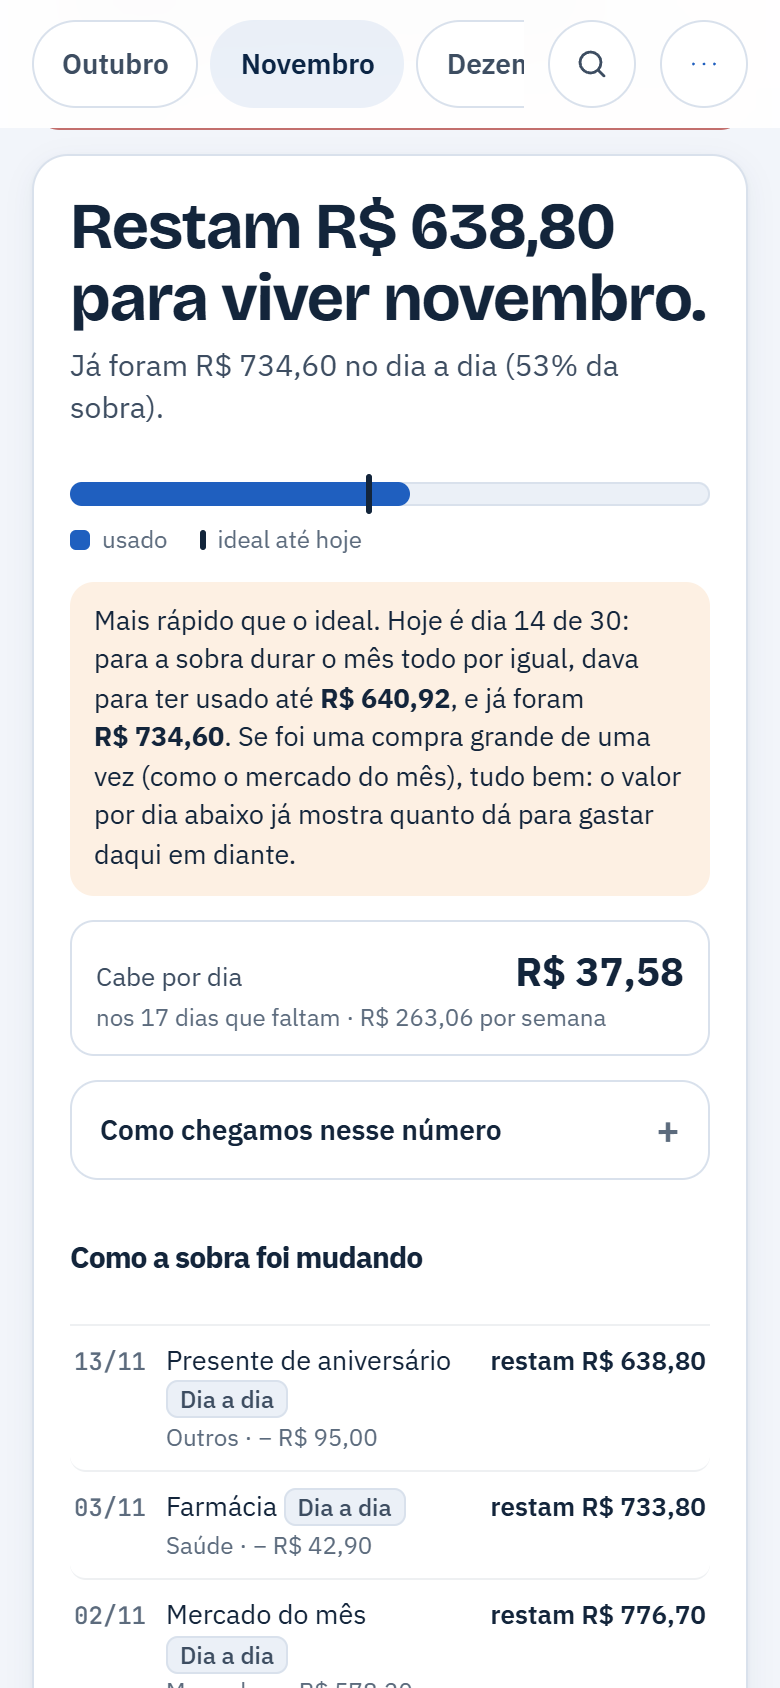 Outubro
Novembro
Dezen
...
Restam R$ 638,80
para viver novembro.
Já foram R$ 734,60 no dia a dia (53% da
sobra).
usado
ideal até hoje
Mais rápido que o ideal. Hoje é dia 14 de 30:
para a sobra durar o mês todo por igual, dava
para ter usado até R$ 640,92, e já foram
R$ 734,60. Se foi uma compra grande de uma
vez (como o mercado do mês), tudo bem: o valor
por dia abaixo já mostra quanto dá para gastar
daqui em diante.
Cabe por dia R$ 37,58
nos 17 dias que faltam · R$ 263,06 por semana
Como chegamos nesse número +
Como a sobra foi mudando
13/11 Presente de aniversário restam R$ 638,80
Dia a dia
Outros · – R$ 95,00
03/11 Farmácia Dia a dia restam R$ 733,80
Saúde · – R$ 42,90
02/11 Mercado do mês restam R$ 776,70
Dia a dia